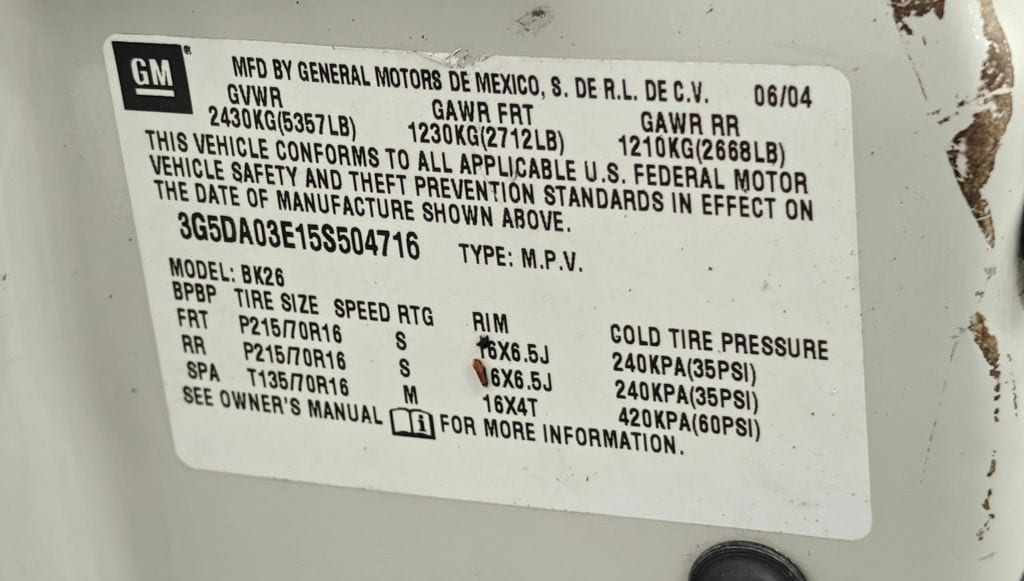 GM® MFD BY GENERAL MOTORS DE MEXICO, S. DE R.L. DE C.V. 06/04
GVWR GAWR FRT GAWR RR
2430KG(5357LB) 1230KG(2712LB) 1210KG(2668LB)
THIS VEHICLE CONFORMS TO ALL APPLICABLE U.S. FEDERAL MOTOR
VEHICLE SAFETY AND THEFT PREVENTION STANDARDS IN EFFECT ON
THE DATE OF MANUFACTURE SHOWN ABOVE.
3G5DA03E15S504716 TYPE: M.P.V.
MODEL: BK26
BPBP TIRE SIZE SPEED RTG RIM COLD TIRE PRESSURE
FRT P215/70R16 S 16X6.5J 240KPA(35PSI)
RR P215/70R16 S 16X6.5J 240KPA(35PSI)
SPA T135/70R16 M 16X4T 420KPA(60PSI)
SEE OWNER'S MANUAL i FOR MORE INFORMATION.